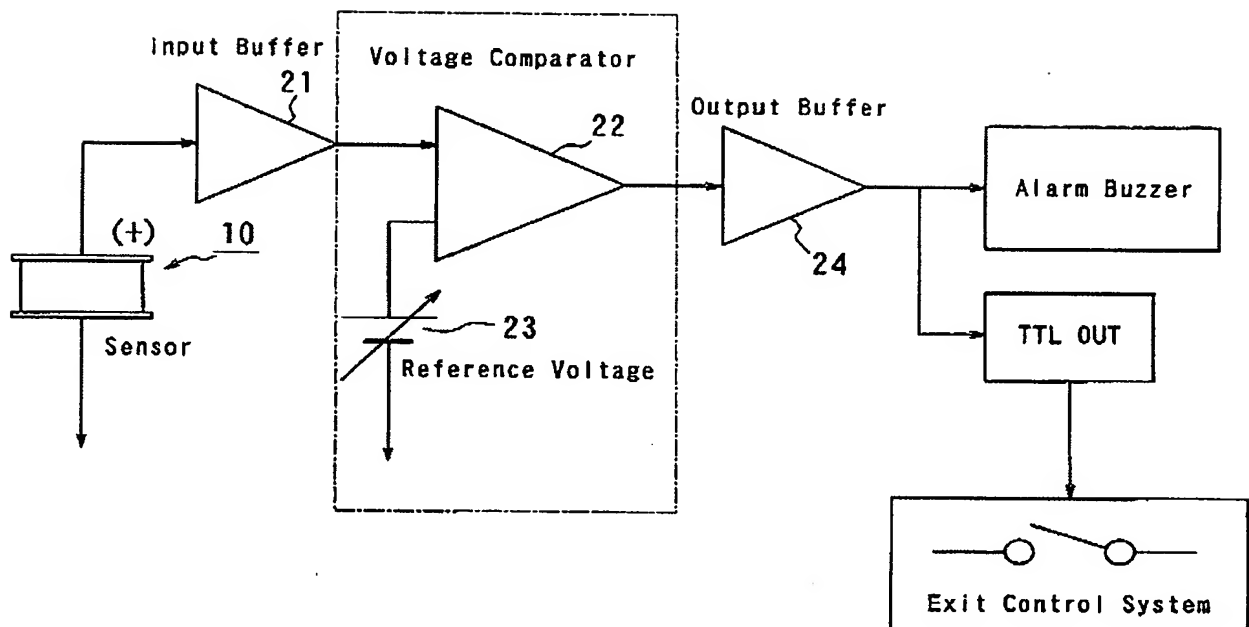 Input Buffer
21
Voltage Comparator
22
Output Buffer
24
Alarm Buzzer
(+)
10
Sensor
23
Reference Voltage
TTL OUT
Exit Control System